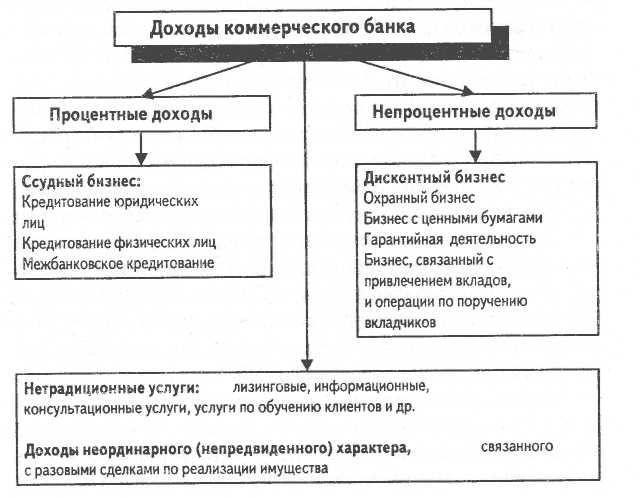 Доходы коммерческого банка
Процентные доходы
Непроцентные доходы
Ссудный бизнес:
Кредитование юридических
лиц
Кредитование физических лиц
Межбанковское кредитование
Дисконтный бизнес
Охранный бизнес
Бизнес с ценными бумагами
Гарантийная деятельность
Бизнес, связанный с
привлечением вкладов,
и операции по поручению
вкладчиков
Нетрадиционные услуги: лизинговые, информационные,
консультационные услуги, услуги по обучению клиентов и др.
Доходы неординарного (непредвиденного) характера, связанного
с разовыми сделками по реализации имущества